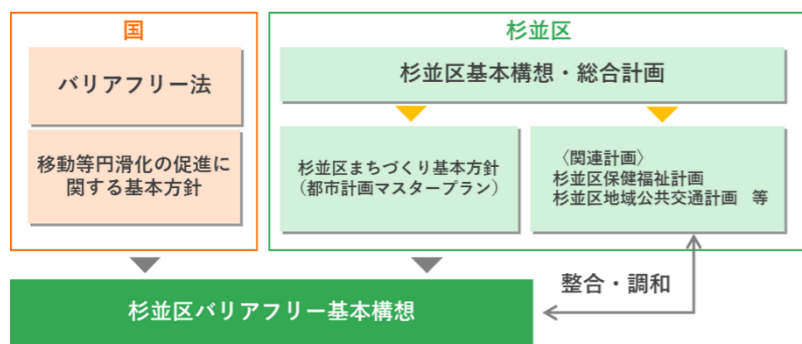 国
バリアフリー法
移動等円滑化の促進に
関する基本方針
杉並区
杉並区基本構想・総合計画
杉並区まちづくり基本方針
（都市計画マスタープラン）
〈関連計画〉
杉並区保健福祉計画
杉並区地域公共交通計画　等
杉並区バリアフリー基本構想
整合・調和